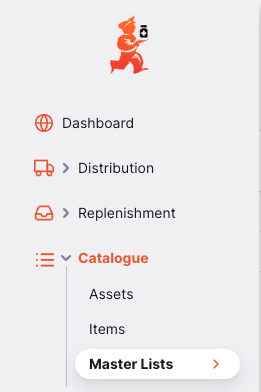 Dashboard
Distribution
Replenishment
Catalogue
Assets
Items
Master Lists